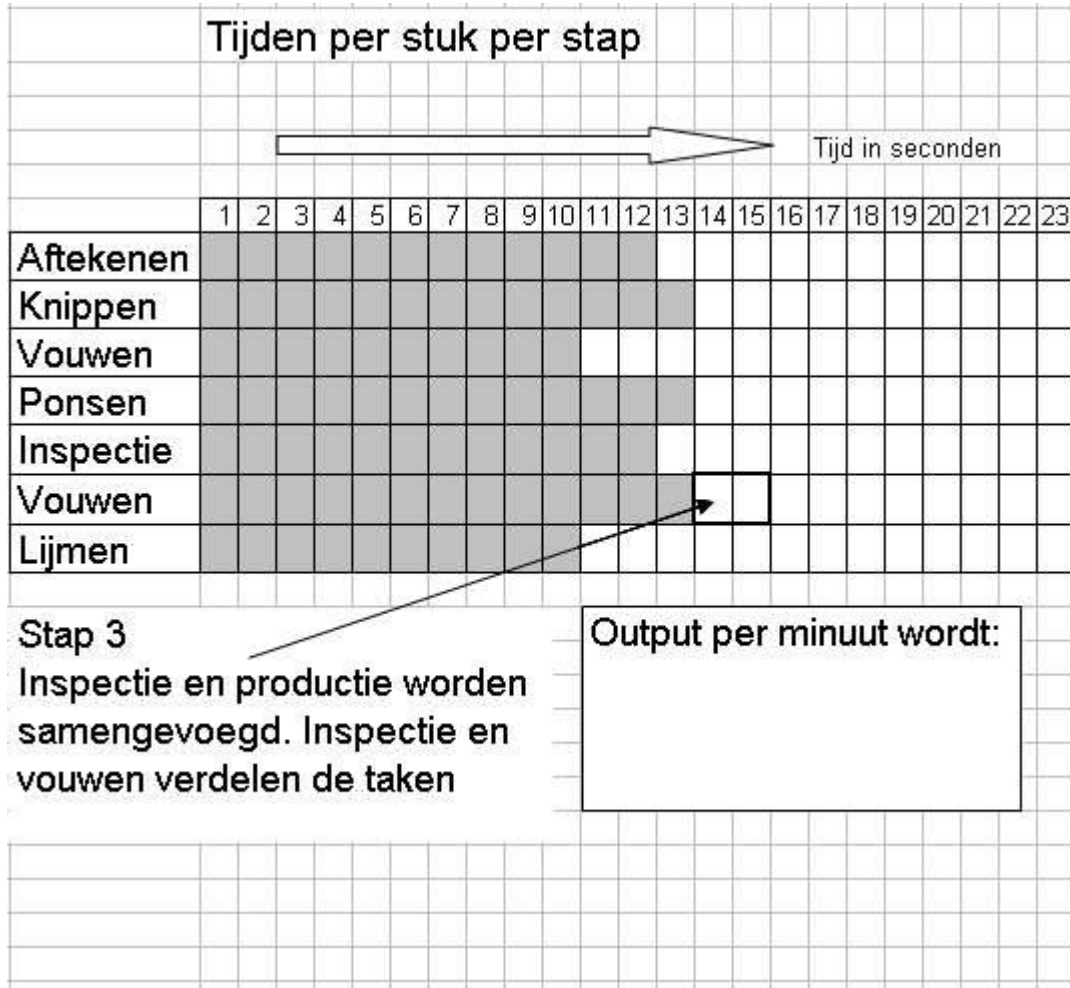 Tijden per stuk per stap
Tijd in seconden
1 2 3 4 5 6 7 8 9 10 11 12 13 14 15 16 17 18 19 20 21 22 23
Aftekenen
Knippen
Vouwen
Ponsen
Inspectie
Vouwen
Lijmen
Stap 3
Inspectie en productie worden
samengevoegd. Inspectie en
vouwen verdelen de taken
Output per minuut wordt: